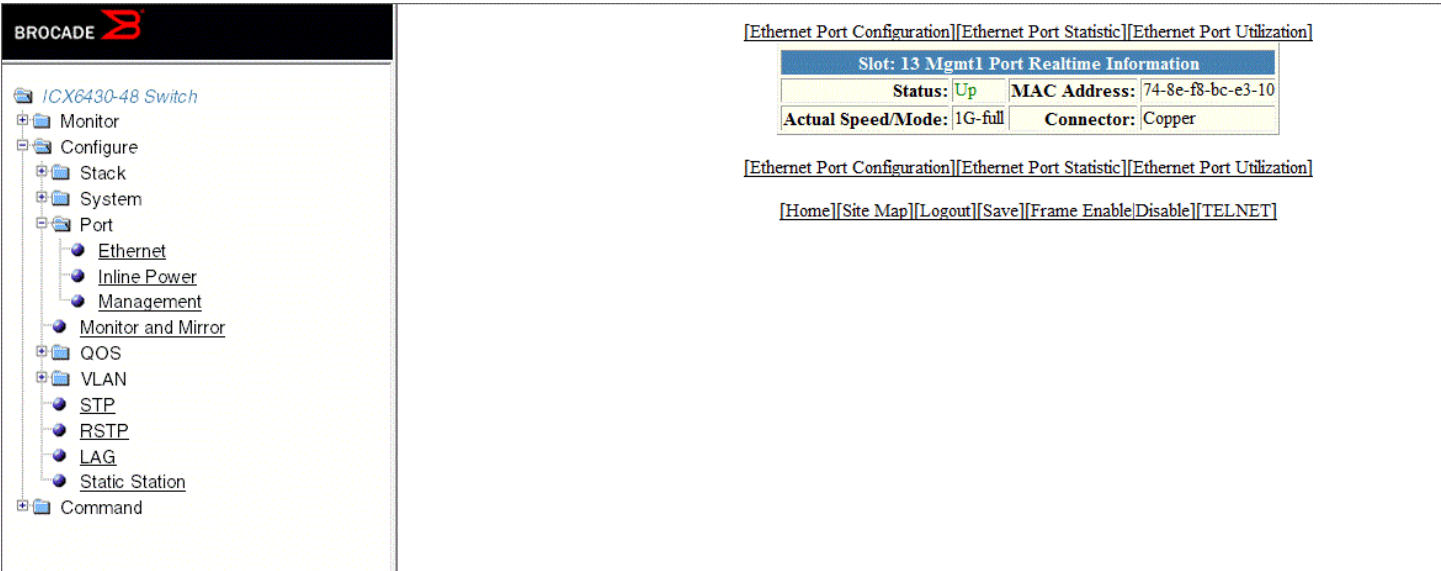 BROCADE
ICX6430-48 Switch
Monitor
Configure
Stack
System
Port
Ethernet
Inline Power
Management
Monitor and Mirror
QOS
VLAN
STP
RSTP
LAG
Static Station
Command
[Ethernet Port Configuration][Ethernet Port Statistic][Ethernet Port Utilization]
Slot: 13 Mgmt1 Port Realtime Information
Status: Up MAC Address: 74-8e-f8-bc-e3-10
Actual Speed/Mode: 1G-full Connector: Copper
[Ethernet Port Configuration][Ethernet Port Statistic][Ethernet Port Utilization]
[Home][Site Map][Logout][Save][Frame Enable|Disable][TELNET]